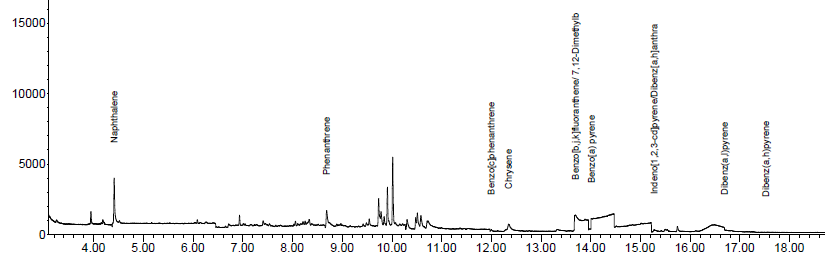 15000
10000
5000
0
Naphthalene
Phenanthrene
Benzo[c]phenanthrene
Chrysene
Benzo[b,j,k]fluoranthene/ 7,12-Dimethylb
Benzo[a) pyrene
Indeno[1,2,3-cd]pyrene/Dibenz[a,h]anthra
Dibenz(a,l)pyrene
Dibenz(a,h)pyrene
4.00 5.00 6.00 7.00 8.00 9.00 10.00 11.00 12.00 13.00 14.00 15.00 16.00 17.00 18.00